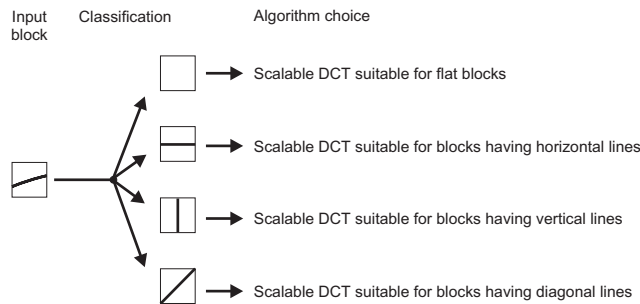 Input block
Classification
Algorithm choice
Scalable DCT suitable for flat blocks
Scalable DCT suitable for blocks having horizontal lines
Scalable DCT suitable for blocks having vertical lines
Scalable DCT suitable for blocks having diagonal lines